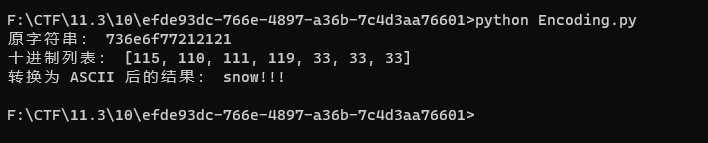 F:\CTF\11.3\10\efde93dc-766e-4897-a36b-7c4d3aa76601>python Encoding.py
原字符串： 736e6f77212121
十进制列表： [115, 110, 111, 119, 33, 33, 33]
转换为 ASCII 后的结果： snow!!!
F:\CTF\11.3\10\efde93dc-766e-4897-a36b-7c4d3aa76601>